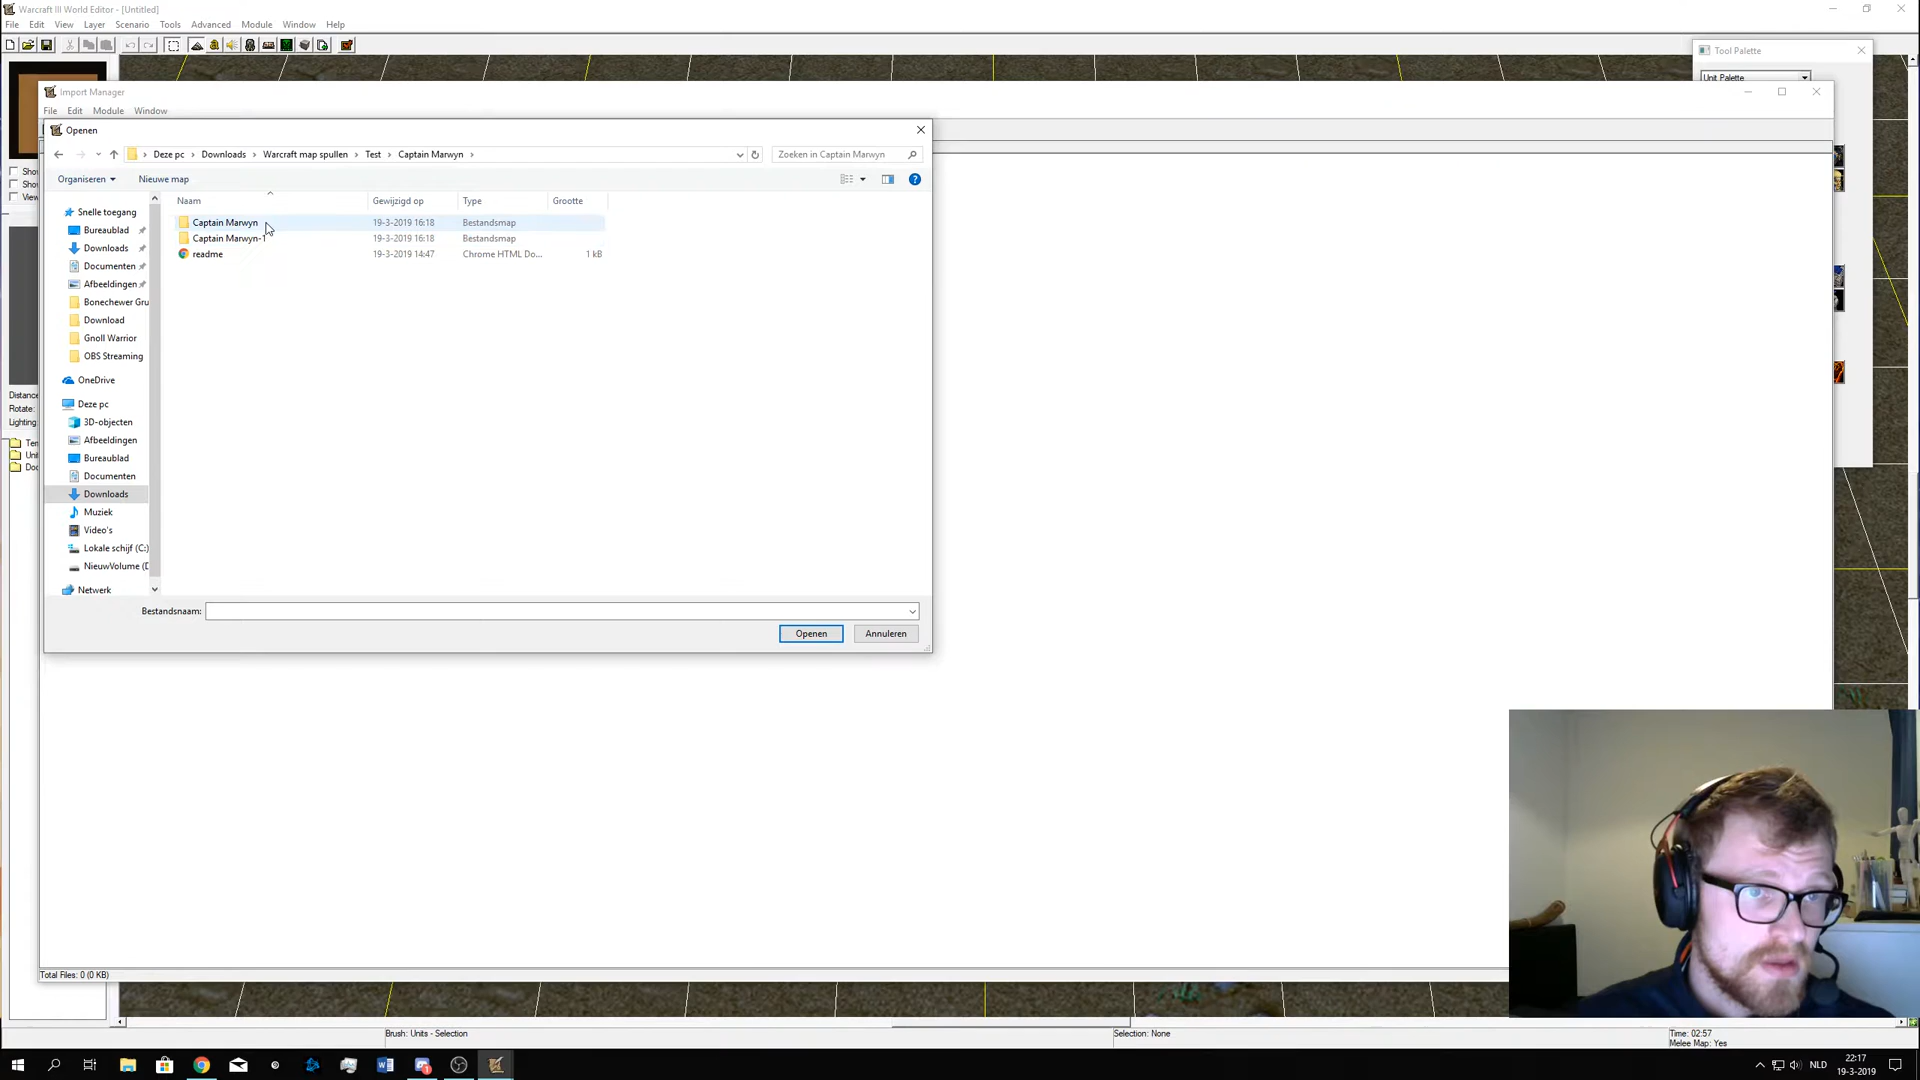 Warcraft III World Editor - [Untitled]
File Edit View Layer Scenario Tools Advanced Module Window Help
Tool Palette
Unit Palette
Import Manager
File Edit Module Window
Openen
Deze pc > Downloads > Warcraft map spullen > Test > Captain Marwyn >
Zoeken in Captain Marwyn
Organiseren
Nieuwe map
Naam Gewijzigd op Type Grootte
Captain Marwyn 19-3-2019 16:18 Bestandsmap
Captain Marwyn-1 19-3-2019 16:18 Bestandsmap
readme 19-3-2019 14:47 Chrome HTML Do... 1 kB
Snelle toegang
Bureaublad
Downloads
Documenten
Afbeeldingen
Bonechewer Gru
Download
Gnoll Warrior
OBS Streaming
OneDrive
Deze pc
3D-objecten
Afbeeldingen
Bureaublad
Documenten
Downloads
Muziek
Video's
Lokale schijf (C:)
NieuwVolume (D
Netwerk
Sho
Sho
View
Distance
Rotate:
Lighting:
Ter
Uni
Doo
Bestandsnaam:
Openen
Annuleren
Total Files: 0 (0 KB)
Brush: Units - Selection
Selection: None
Time: 02:57
Melee Map: Yes
NLD
22:17
19-3-2019